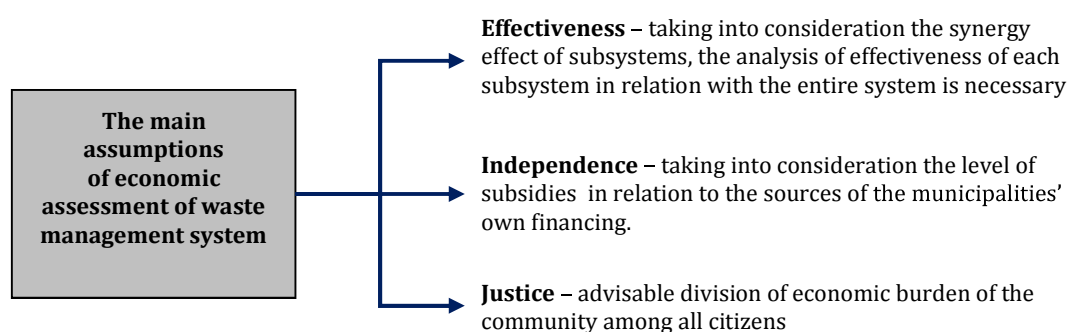 The main
assumptions
of economic
assessment of waste
management system
Effectiveness – taking into consideration the synergy
effect of subsystems, the analysis of effectiveness of each
subsystem in relation with the entire system is necessary
Independence – taking into consideration the level of
subsidies in relation to the sources of the municipalities’
own financing.
Justice – advisable division of economic burden of the
community among all citizens